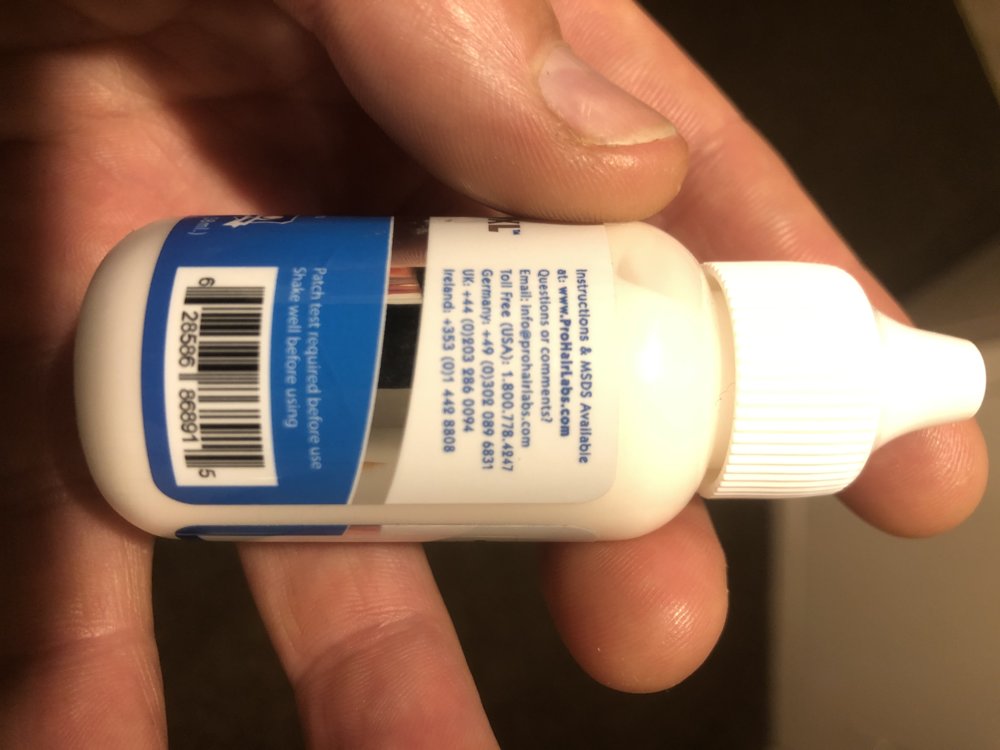 XL™
Instructions & MSDS Available
at: www.ProHairLabs.com
Questions or comments?
Email: info@prohairlabs.com
Toll Free (USA): 1.800.778.4247
Germany: +49 (0)302 089 6831
UK: +44 (0)203 286 0094
Ireland: +353 (0)1 442 8808
Patch test required before use
Shake well before using
6 28586 86891 5